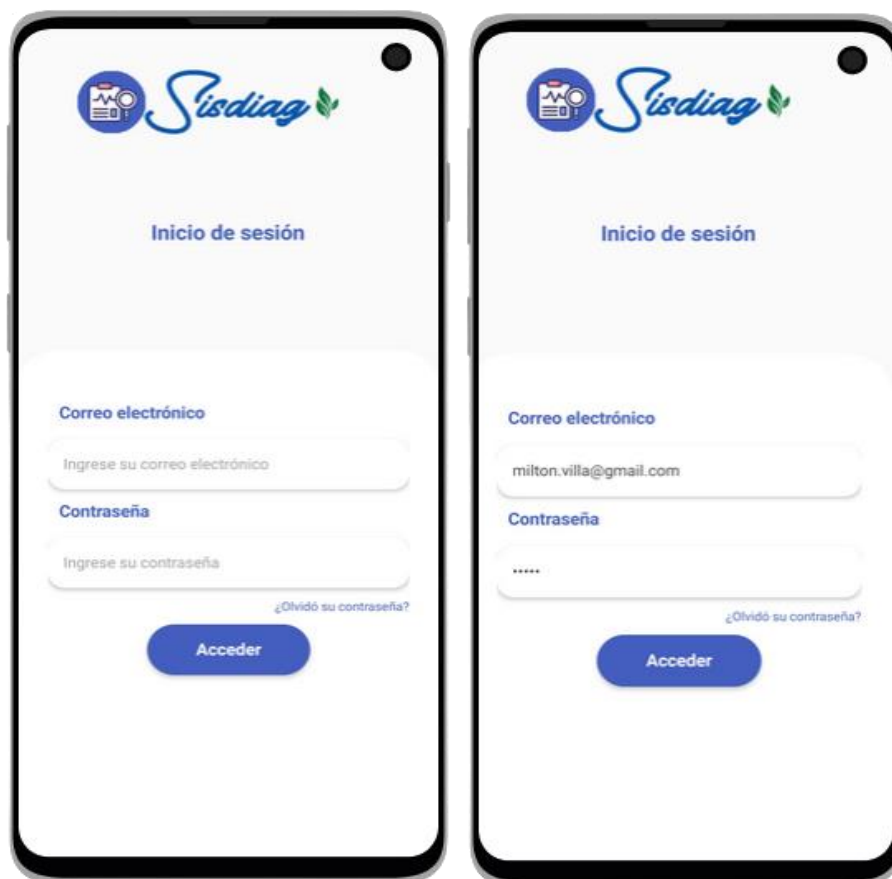 Sisdiag
Inicio de sesión
Correo electrónico
Ingrese su correo electrónico
Contraseña
Ingrese su contraseña
¿Olvidó su contraseña?
Acceder
Sisdiag
Inicio de sesión
Correo electrónico
milton.villa@gmail.com
Contraseña
•••••
¿Olvidó su contraseña?
Acceder